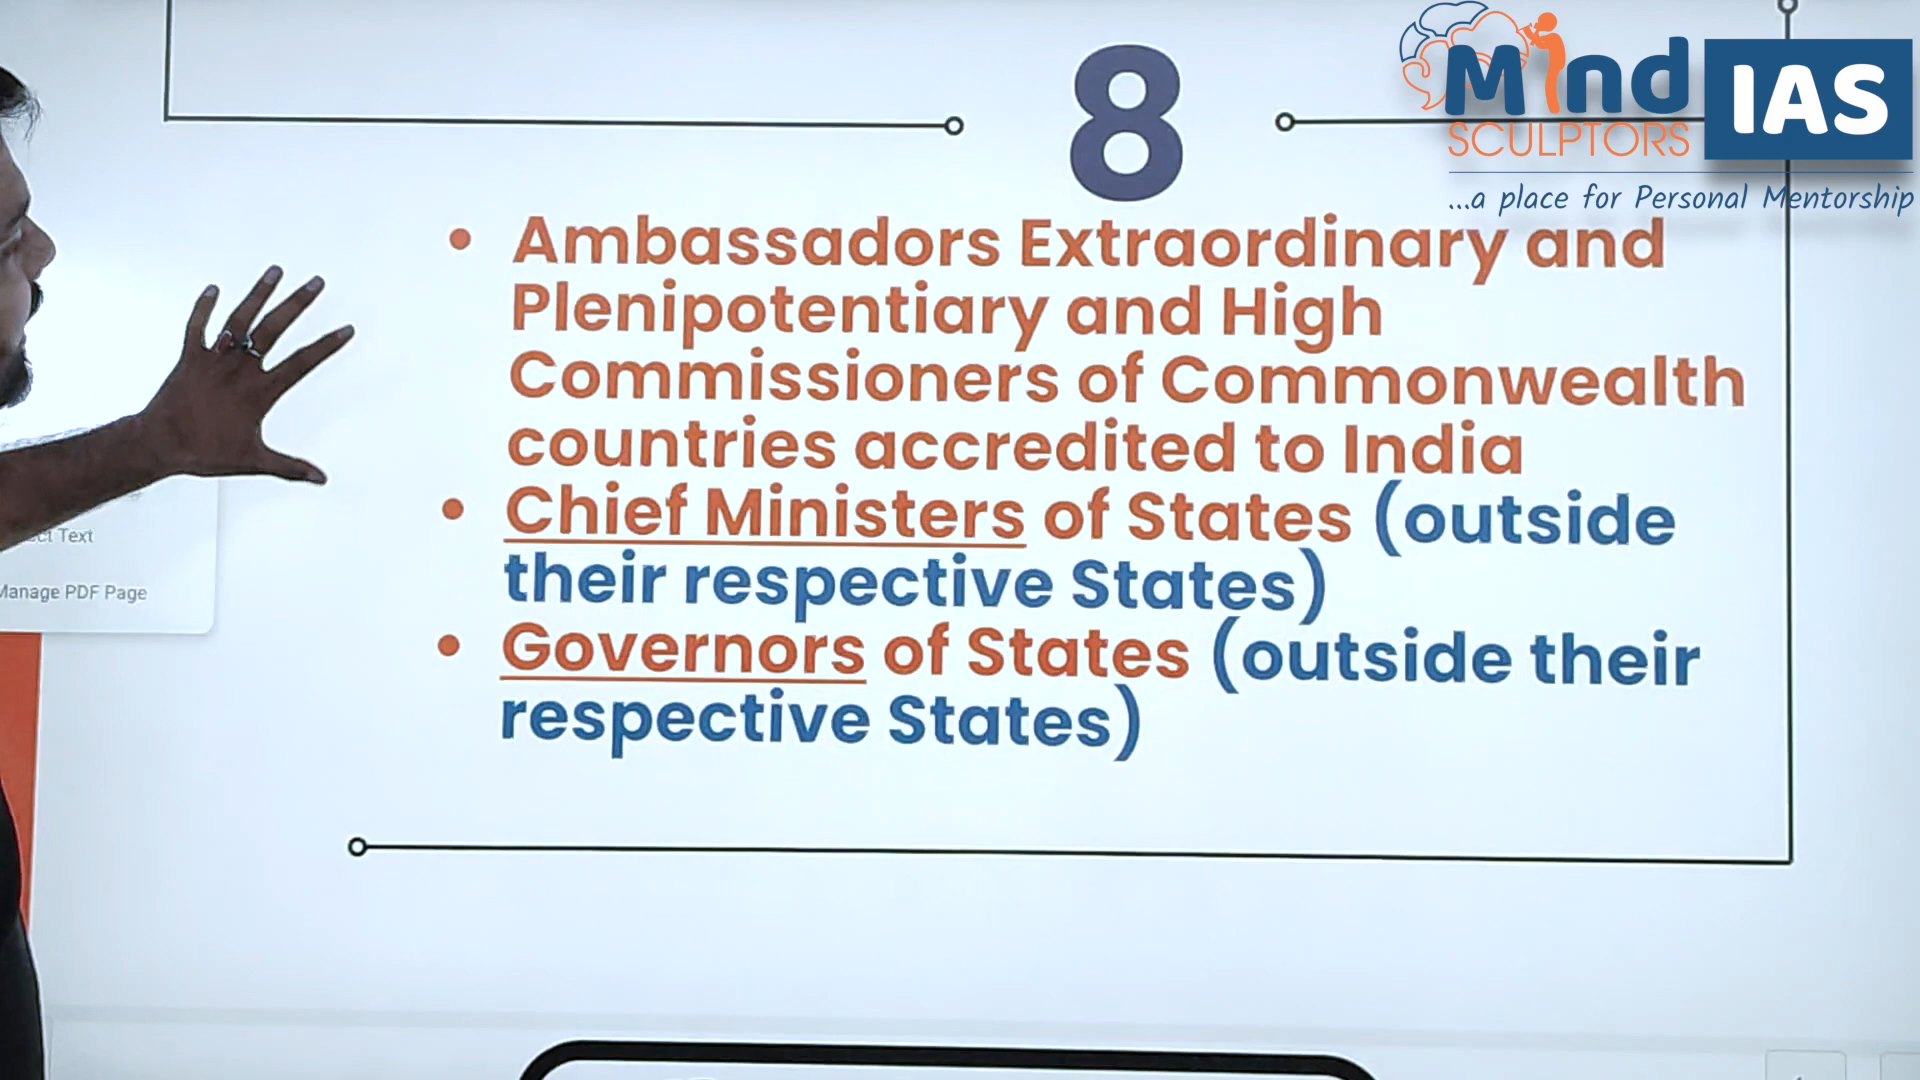 Mind
SCULPTORS
IAS
...a place for Personal Mentorship
8
• Ambassadors Extraordinary and
Plenipotentiary and High
Commissioners of Commonwealth
countries accredited to India
• Chief Ministers of States (outside
their respective States)
• Governors of States (outside their
respective States)
Text
Manage PDF Page